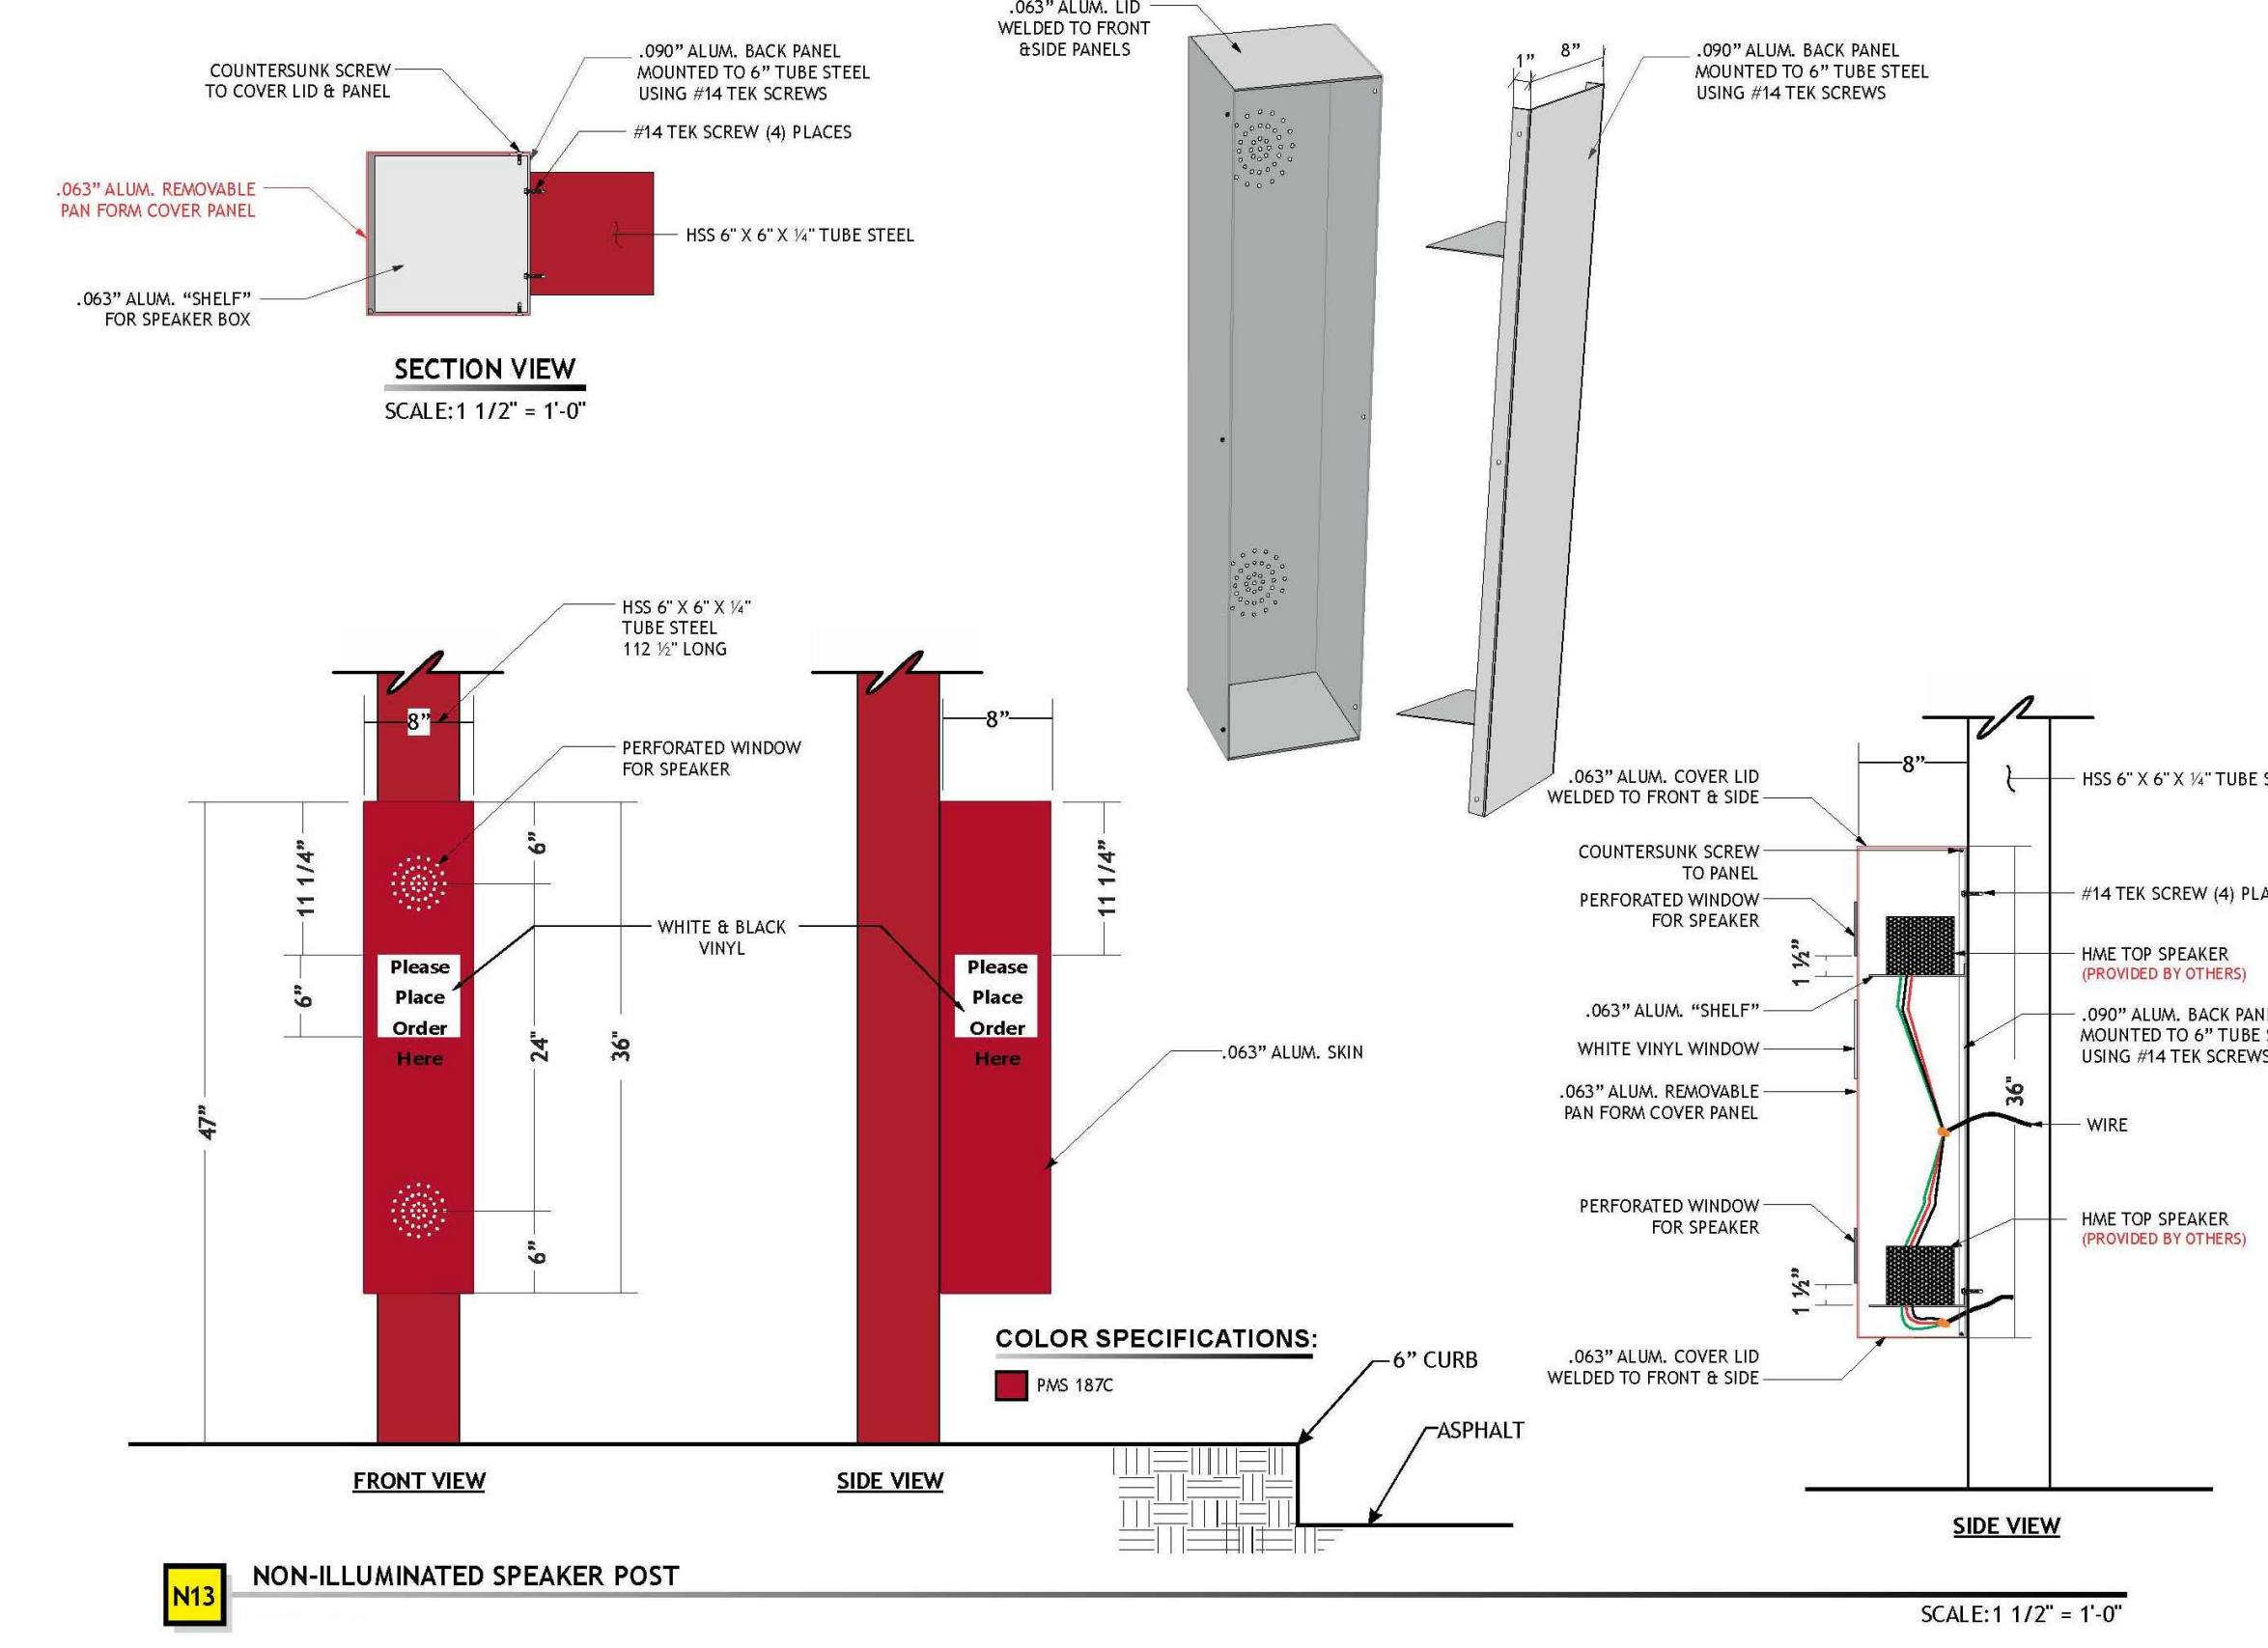 .063” ALUM. LID
WELDED TO FRONT
&SIDE PANELS
.090” ALUM. BACK PANEL
MOUNTED TO 6” TUBE STEEL
USING #14 TEK SCREWS
COUNTERSUNK SCREW
TO COVER LID & PANEL
#14 TEK SCREW (4) PLACES
.063” ALUM. REMOVABLE
PAN FORM COVER PANEL
HSS 6" X 6" X ¼" TUBE STEEL
.063” ALUM. “SHELF”
FOR SPEAKER BOX
SECTION VIEW
SCALE:1 1/2" = 1'-0"
1”
8”
.090” ALUM. BACK PANEL
MOUNTED TO 6” TUBE STEEL
USING #14 TEK SCREWS
HSS 6" X 6" X ¼"
TUBE STEEL
112 ½" LONG
8”
PERFORATED WINDOW
FOR SPEAKER
11 1/4”
6”
6”
24"
36"
6”
47”
Please
Place
Order
Here
WHITE & BLACK
VINYL
FRONT VIEW
8”
11 1/4”
Please
Place
Order
Here
.063” ALUM. SKIN
SIDE VIEW
COLOR SPECIFICATIONS:
PMS 187C
6” CURB
ASPHALT
8”
.063” ALUM. COVER LID
WELDED TO FRONT & SIDE
COUNTERSUNK SCREW
TO PANEL
PERFORATED WINDOW
FOR SPEAKER
1 ½”
.063” ALUM. “SHELF”
WHITE VINYL WINDOW
.063” ALUM. REMOVABLE
PAN FORM COVER PANEL
PERFORATED WINDOW
FOR SPEAKER
1 ½”
.063” ALUM. COVER LID
WELDED TO FRONT & SIDE
HSS 6" X 6" X ¼" TUBE
#14 TEK SCREW (4)
HME TOP SPEAKER
(PROVIDED BY OTHERS)
.090” ALUM. BACK
MOUNTED TO 6” TUBE
USING #14 TEK SCREWS
36"
WIRE
HME TOP SPEAKER
(PROVIDED BY OTHERS)
SIDE VIEW
N13
NON-ILLUMINATED SPEAKER POST
SCALE:1 1/2" = 1'-0"